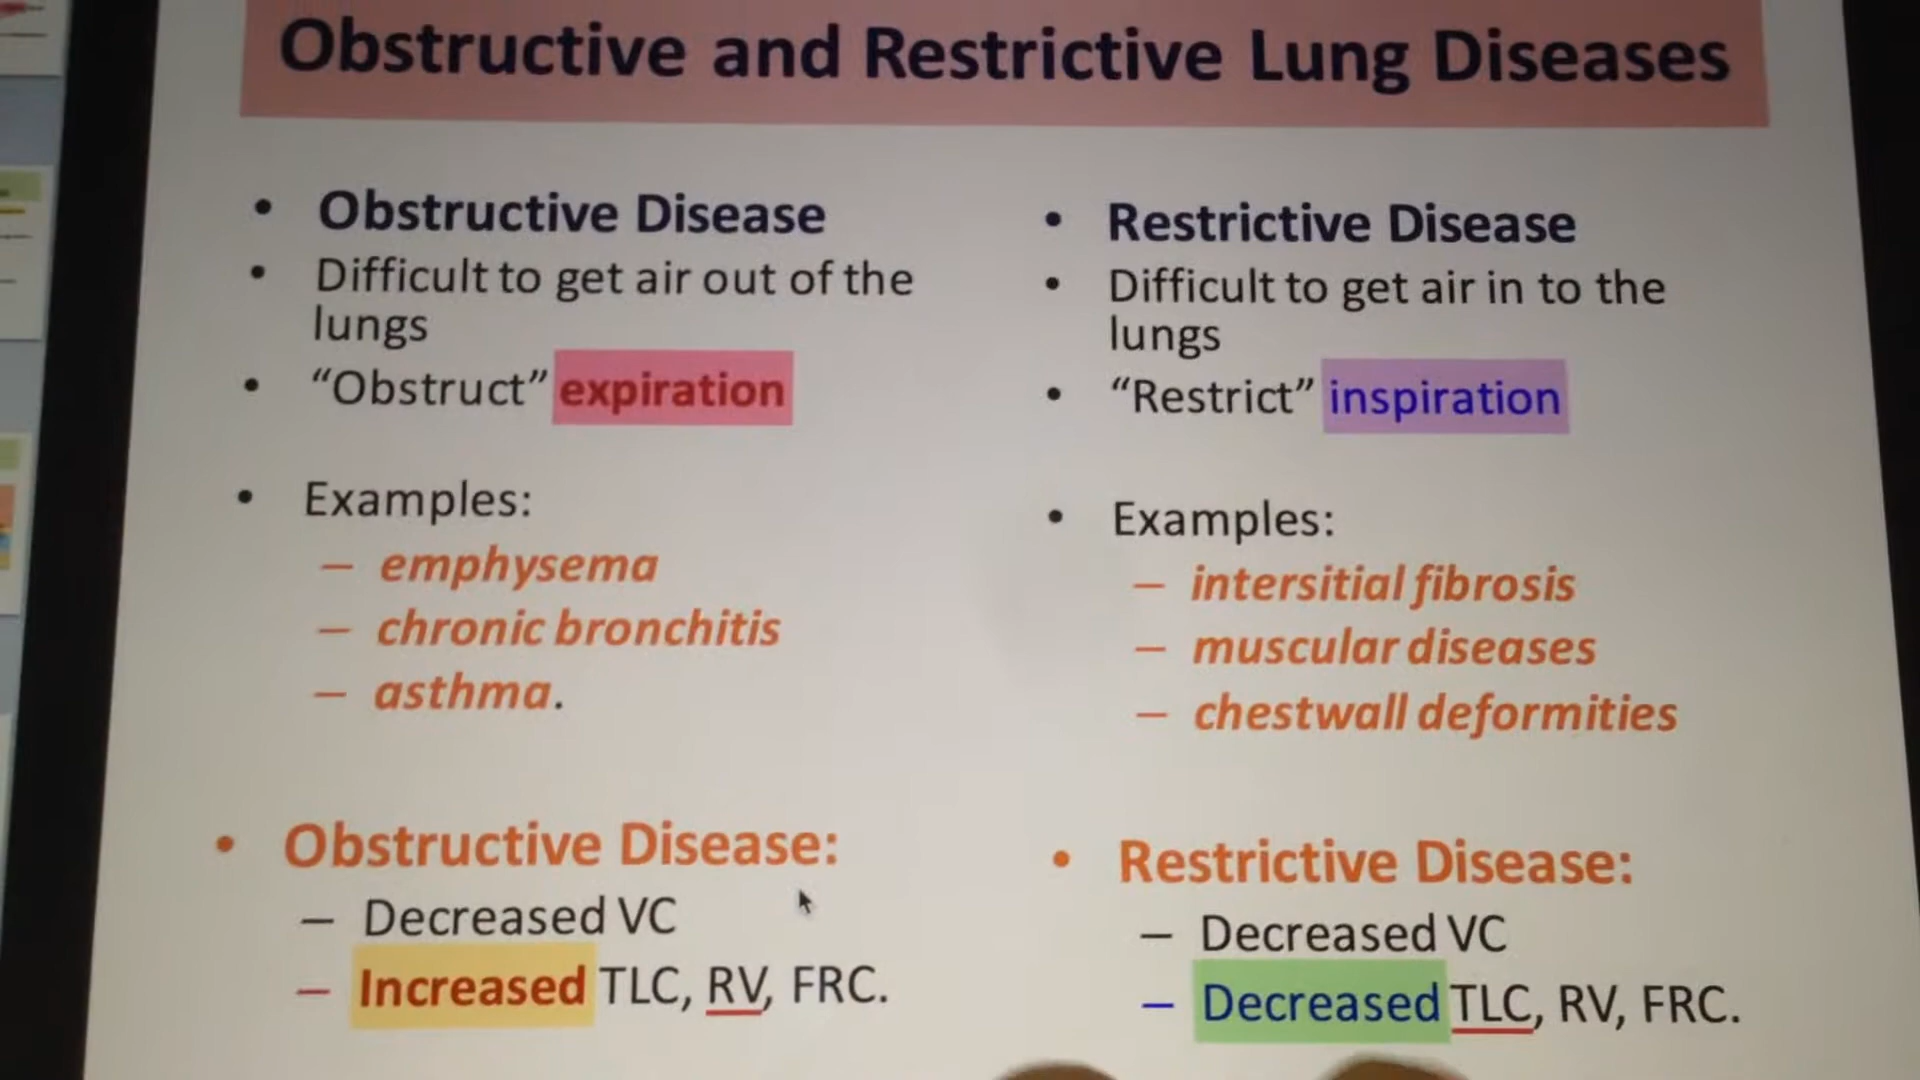 Obstructive and Restrictive Lung Diseases
• Obstructive Disease
• Difficult to get air out of the
lungs
• “Obstruct” expiration
• Examples:
– emphysema
– chronic bronchitis
– asthma.
• Obstructive Disease:
– Decreased VC
– Increased TLC, RV, FRC.
• Restrictive Disease
• Difficult to get air in to the
lungs
• “Restrict” inspiration
• Examples:
– intersitial fibrosis
– muscular diseases
– chestwall deformities
• Restrictive Disease:
– Decreased VC
– Decreased TLC, RV, FRC.